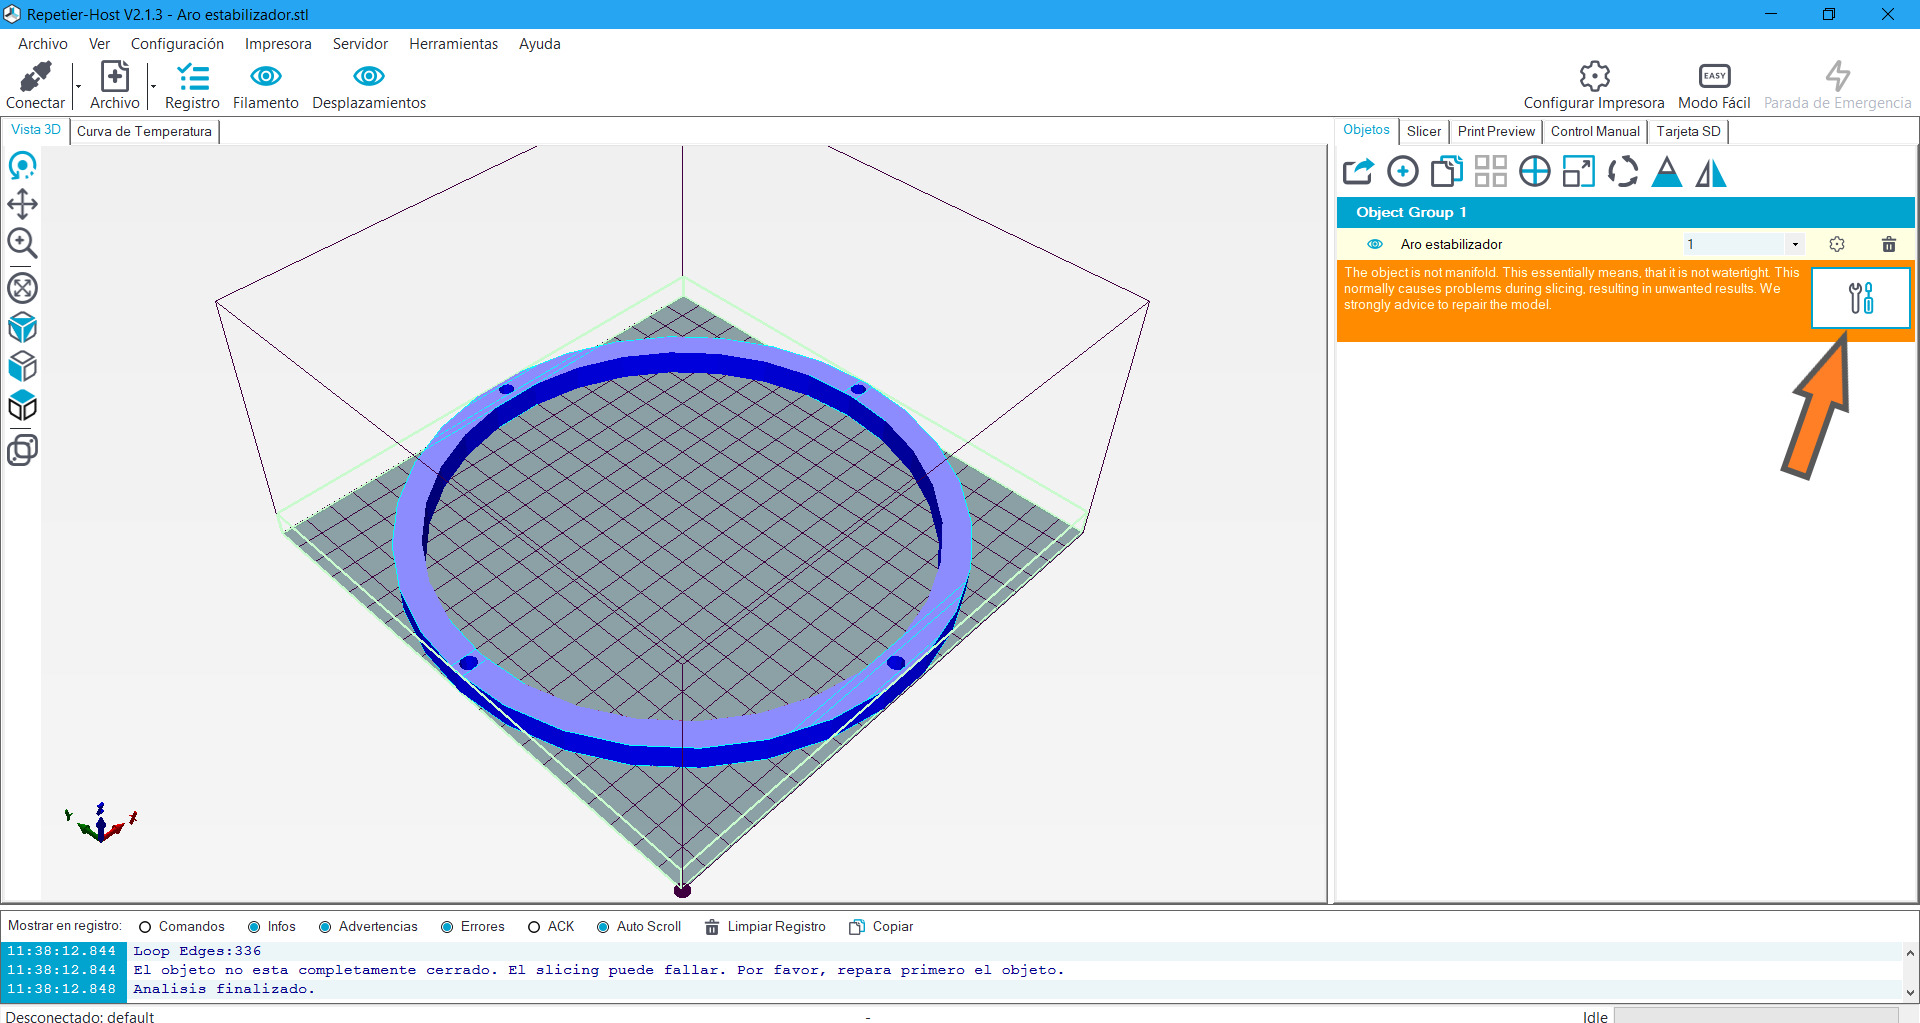 Repetier-Host V2.1.3 - Aro estabilizador.stl
Archivo Ver Configuración Impresora Servidor Herramientas Ayuda
Conectar Archivo Registro Filamento Desplazamientos EASY Configurar Impresora Modo Fácil Parada de Emergencia
Vista 3D Curva de Temperatura
Objetos Slicer Print Preview Control Manual Tarjeta SD
Object Group 1
Aro estabilizador 1
The object is not manifold. This essentially means, that it is not watertight. This
normally causes problems during slicing, resulting in unwanted results. We
strongly advice to repair the model.
Y Z X
Mostrar en registro: Comandos Infos Advertencias Errores ACK Auto Scroll Limpiar Registro Copiar
11:38:12.844 Loop Edges:336
11:38:12.844 El objeto no esta completamente cerrado. El slicing puede fallar. Por favor, repara primero el objeto.
11:38:12.848 Analisis finalizado.
Desconectado: default - Idle